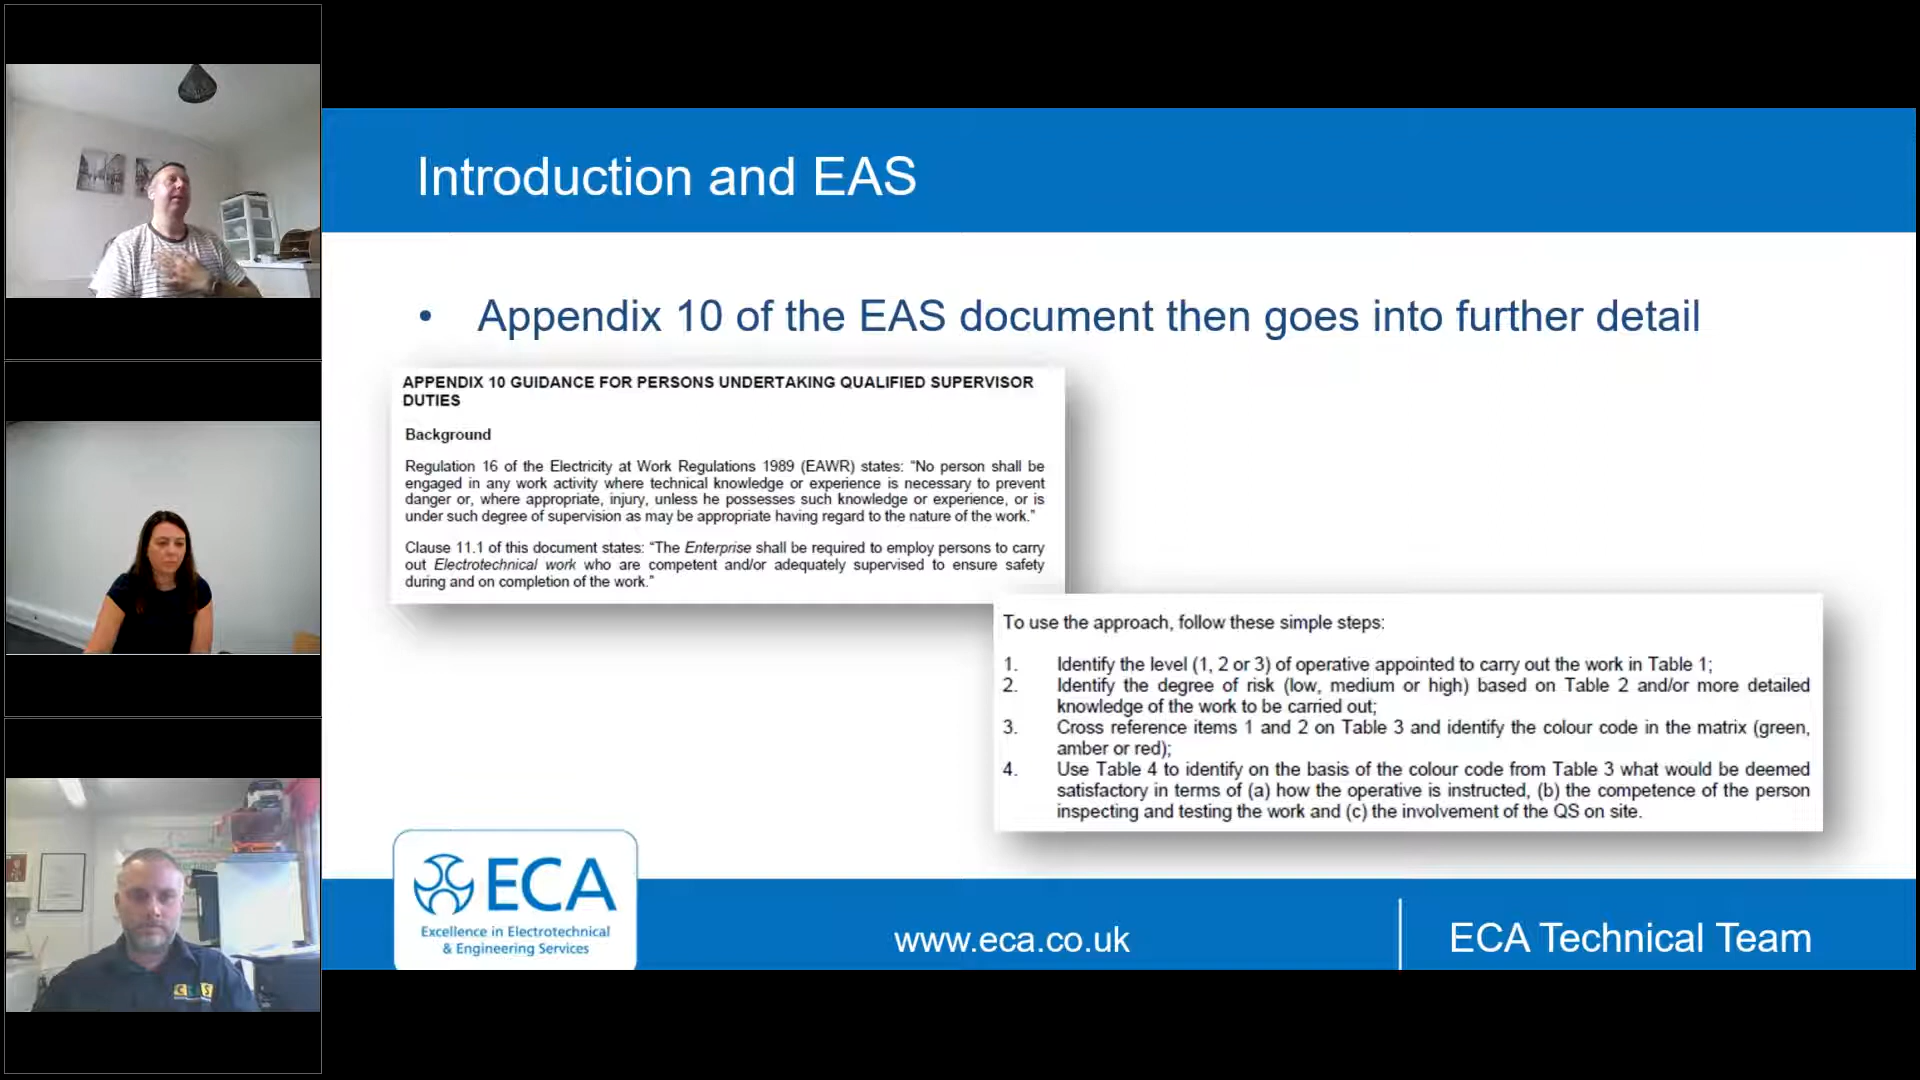 Introduction and EAS
• Appendix 10 of the EAS document then goes into further detail
APPENDIX 10 GUIDANCE FOR PERSONS UNDERTAKING QUALIFIED SUPERVISOR
DUTIES
Background
Regulation 16 of the Electricity at Work Regulations 1989 (EAWR) states: “No person shall be
engaged in any work activity where technical knowledge or experience is necessary to prevent
danger or, where appropriate, injury, unless he possesses such knowledge or experience, or is
under such degree of supervision as may be appropriate having regard to the nature of the work.”
Clause 11.1 of this document states: “The Enterprise shall be required to employ persons to carry
out Electrotechnical work who are competent and/or adequately supervised to ensure safety
during and on completion of the work.”
To use the approach, follow these simple steps:
1. Identify the level (1, 2 or 3) of operative appointed to carry out the work in Table 1;
2. Identify the degree of risk (low, medium or high) based on Table 2 and/or more detailed
knowledge of the work to be carried out;
3. Cross reference items 1 and 2 on Table 3 and identify the colour code in the matrix (green,
amber or red);
4. Use Table 4 to identify on the basis of the colour code from Table 3 what would be deemed
satisfactory in terms of (a) how the operative is instructed, (b) the competence of the person
inspecting and testing the work and (c) the involvement of the QS on site.
ECA
Excellence in Electrotechnical
& Engineering Services
www.eca.co.uk
ECA Technical Team